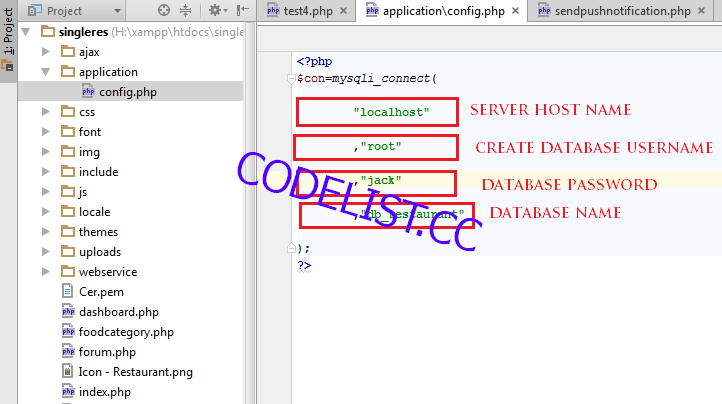 Project
1: Project
singleres (H:\xampp\htdocs\singler
ajax
application
config.php
css
font
img
include
js
locale
themes
uploads
webservice
Cer.pem
dashboard.php
foodcategory.php
forum.php
Icon - Restaurant.png
index.php
test4.php
application\config.php
sendpushnotification.php
<?php
$con=mysqli_connect(
"localhost" SERVER HOST NAME
,"root" CREATE DATABASE USERNAME
,"jack" DATABASE PASSWORD
,"db_restaurant" DATABASE NAME
);
?>
CODELIST.CC